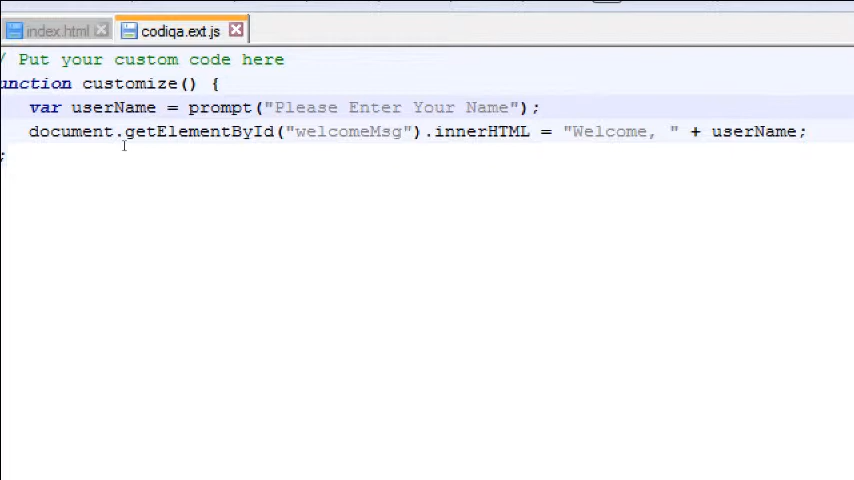 index.html codiqa.ext.js
/ Put your custom code here
unction customize() {
var userName = prompt("Please Enter Your Name");
document.getElementById("welcomeMsg").innerHTML = "Welcome, " + userName;
;